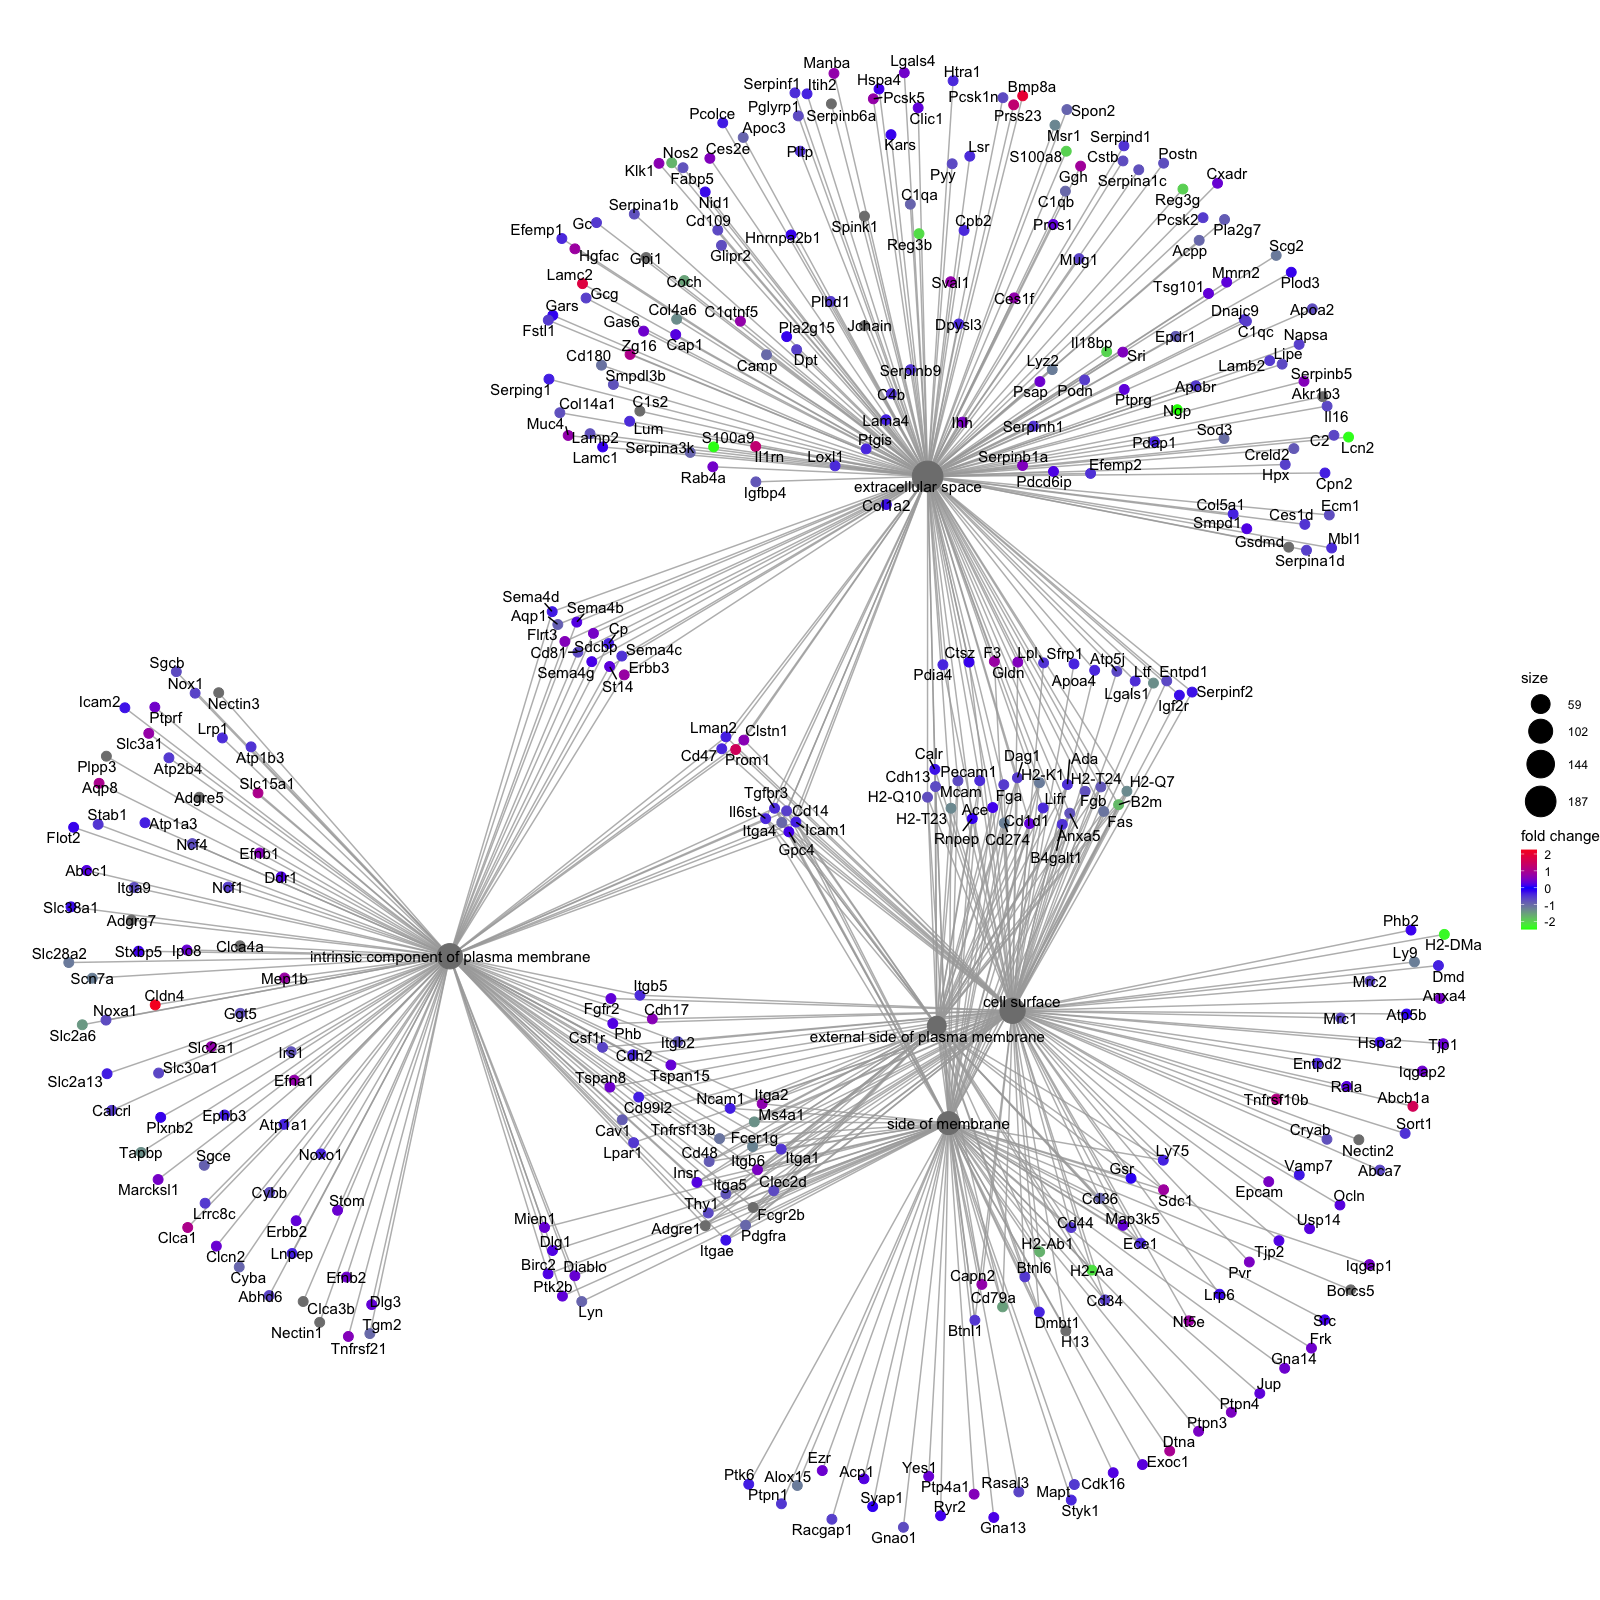 Manba
Lgals4
Hspa4
Htra1
Serpinf1
Itih2
Pcsk5
Pcsk1n
Bmp8a
Pglyrp1
Serpinb6a
Clic1
Prss23
Spon2
Pcolce
Apoc3
Msr1
Serpind1
Kars
Lsr
S100a8
Cstb
Postn
Nos2
Ces2e
Pltp
Klk1
Fabp5
Pyy
Ggh
Serpina1c
Cxadr
Nid1
C1qa
C1qb
Reg3g
Serpina1b
Cd109
Spink1
Cpb2
Pros1
Pcsk2
Pla2g7
Gc
Efemp1
Hnrnpa2b1
Reg3b
Acpp
Scg2
Hgfac
Gpi1
Glipr2
Mug1
Lamc2
Coch
Sval1
Mmrn2
Plod3
Gcg
Tsg101
Gars
Col4a6
C1qtnf5
Plbd1
Ces1f
Dnajc9
Apoa2
Fstl1
Gas6
Cap1
Pla2g15
Jchain
Dpysl3
Epdr1
C1qc
Napsa
Zg16
Cd180
Camp
Dpt
Il18bp
Sri
Lyz2
Lamb2
Lipe
Smpdl3b
Serpinb9
Serpinb5
Serping1
C4b
Psap
Podn
Ptprg
Apobr
Akr1b3
Col14a1
C1s2
Il16
Muc4
Lum
Lama4
Ihh
Serpinh1
Ngp
Lamp2
S100a9
Ptgis
Pdap1
Sod3
C2
Lcn2
Lamc1
Serpina3k
Il1rn
Loxl1
Serpinb1a
Efemp2
Creld2
Rab4a
Pdcd6ip
Hpx
Cpn2
Igfbp4
extracellular space
Col1a2
Col5a1
Ces1d
Ecm1
Smpd1
Gsdmd
Mbl1
Serpina1d
Sema4d
Aqp1
Sema4b
Flrt3
Cp
Cd81
Sdcbp
Sema4c
Sema4g
Erbb3
St14
Ctsz
F3
Lpl
Sfrp1
Atp5j
Pdia4
Gldn
Apoa4
Lgals1
Ltf
Entpd1
Igf2r
Serpinf2
Sgcb
Nox1
Nectin3
Icam2
Ptprf
Slc3a1
Lrp1
Atp1b3
Plpp3
Atp2b4
Aqp8
Adgre5
Slc15a1
Stab1
Atp1a3
Flot2
Ncf4
Efnb1
Abcc1
Itga9
Ncf1
Ddr1
Slc38a1
Adgrg7
Slc28a2
Stxbp5
Ipo8
Clca4a
Scn7a
Mep1b
Noxa1
Cldn4
Slc2a6
Ggt5
Slc2a1
Irs1
Slc2a13
Slc30a1
Efna1
Calcrl
Plxnb2
Ephb3
Atp1a1
Tapbp
Sgce
Noxo1
Marcksl1
Cybb
Lrrc8c
Stom
Clca1
Erbb2
Clcn2
Lnpep
Cyba
Efnb2
Abhd6
Clca3b
Dlg3
Nectin1
Tgm2
Tnfrsf21
intrinsic component of plasma membrane
Lman2
Clstn1
Cd47
Prom1
Tgfbr3
Il6st
Cd14
Itga4
Icam1
Gpc4
Calr
Dag1
Ada
Cdh13
Pecam1
H2-K1
H2-T24
H2-Q7
H2-Q10
Mcam
Fga
Lifr
Fgb
B2m
H2-T23
Ace
Cd1d1
Fas
Rnpep
Cd274
Anxa5
B4galt1
size
59
102
144
187
fold change
2
1
0
-1
-2
Phb2
H2-DMa
Ly9
Mrc2
Dmd
Anxa4
cell surface
Mrc1
Atp5b
external side of plasma membrane
Hspa2
Tjp1
Entpd2
Iqgap2
Rala
Tnfrsf10b
Abcb1a
side of membrane
Cryab
Sort1
Nectin2
Abca7
Vamp7
Epcam
Ocln
Usp14
Tjp2
Pvr
Iqgap1
Borcs5
Lrp6
Src
Nt5e
Frk
Gna14
Jup
Ptpn4
Ptpn3
Dtna
Exoc1
Cdk16
Mapt
Styk1
Itgb5
Fgfr2
Cdh17
Phb
Csf1r
Itgb2
Cdh2
Tspan8
Tspan15
Cd99l2
Ncam1
Itga2
Ms4a1
Cav1
Tnfrsf13b
Fcer1g
Lpar1
Cd48
Itgb6
Itga1
Insr
Itga5
Clec2d
Thy1
Fcgr2b
Adgre1
Pdgfra
Itgae
Mien1
Dlg1
Birc2
Diablo
Ptk2b
Lyn
Ly75
Gsr
Cd36
Sdc1
Cd44
Map3k5
H2-Ab1
Ece1
Capn2
Btnl6
H2-Aa
Cd79a
Cd34
Btnl1
Dmbt1
H13
Ptk6
Ptpn1
Alox15
Ezr
Acp1
Racgap1
Syap1
Gnao1
Yes1
Ptp4a1
Ryr2
Rasal3
Gna13